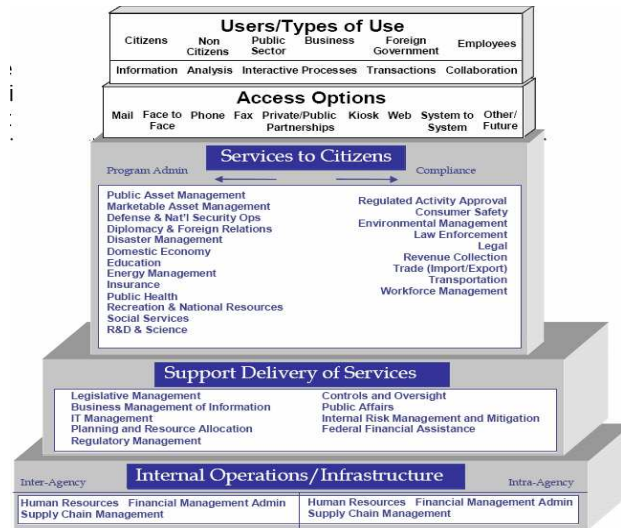 Users/Types of Use
Citizens Non Citizens Public Sector Business Foreign Government Employees
Information Analysis Interactive Processes Transactions Collaboration
Access Options
Mail Face to Face Phone Fax Private/Public Partnerships Kiosk Web System to System Other/Future
Services to Citizens
Program Admin Compliance
Public Asset Management
Marketable Asset Management
Defense & Nat'l Security Ops
Diplomacy & Foreign Relations
Disaster Management
Domestic Economy
Education
Energy Management
Insurance
Public Health
Recreation & National Resources
Social Services
R&D & Science
Regulated Activity Approval
Consumer Safety
Environmental Management
Law Enforcement
Legal
Revenue Collection
Trade (Import/Export)
Transportation
Workforce Management
Support Delivery of Services
Legislative Management
Business Management of Information
IT Management
Planning and Resource Allocation
Regulatory Management
Controls and Oversight
Public Affairs
Internal Risk Management and Mitigation
Federal Financial Assistance
Internal Operations/Infrastructure
Inter-Agency Intra-Agency
Human Resources Financial Management Admin
Supply Chain Management
Human Resources Financial Management Admin
Supply Chain Management